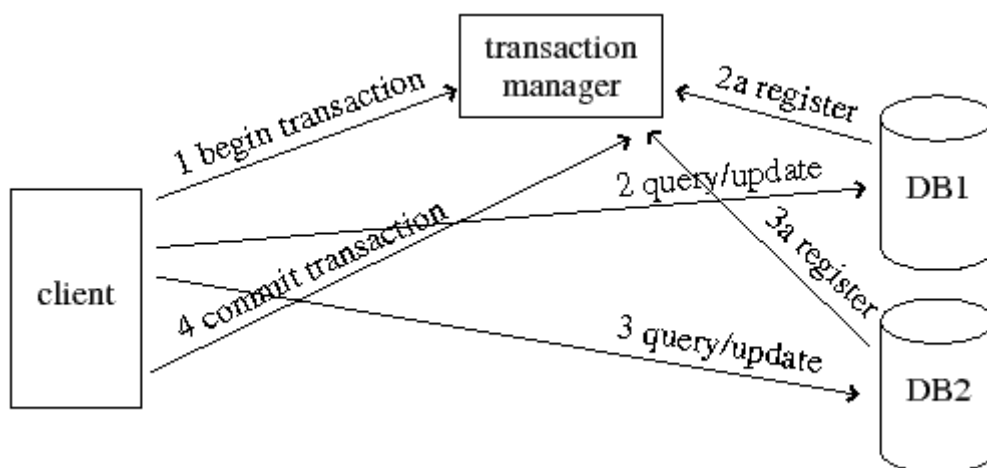 transaction
manager
1 begin transaction
2a register
2 query/update
DB1
3a register
client
4 commit transaction
3 query/update
DB2